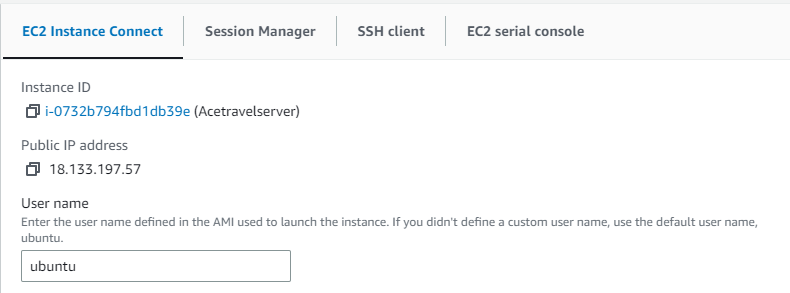 EC2 Instance Connect
Session Manager
SSH client
EC2 serial console
Instance ID
i-0732b794fbd1db39e (Acetravelserver)
Public IP address
18.133.197.57
User name
Enter the user name defined in the AMI used to launch the instance. If you didn't define a custom user name, use the default user name,
ubuntu.
ubuntu